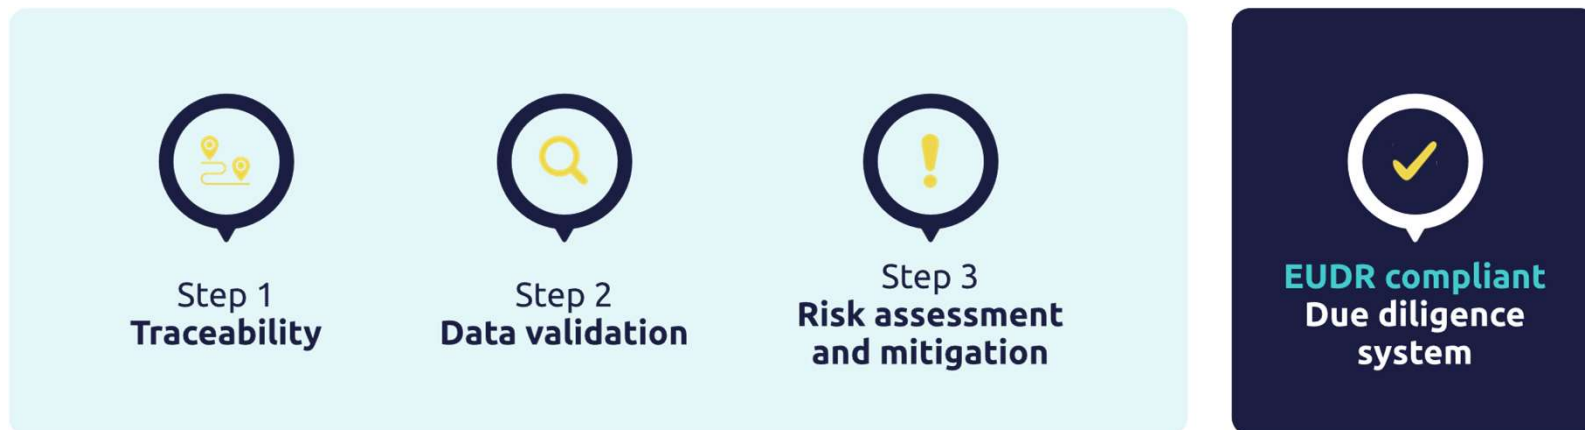 Step 1
Traceability
Step 2
Data validation
Step 3
Risk assessment
and mitigation
EUDR compliant
Due diligence
system